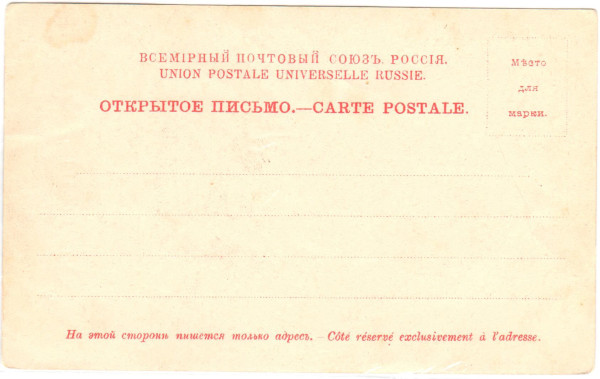 ВСЕМІРНЫЙ ПОЧТОВЫЙ СОЮЗЪ. РОССІЯ.
UNION POSTALE UNIVERSELLE RUSSIE.
ОТКРЫТОЕ ПИСЬМО.—CARTE POSTALE.
Мѣсто
для
марки.
На этой сторонѣ пишется только адресъ. — Côté réservé exclusivement à l'adresse.